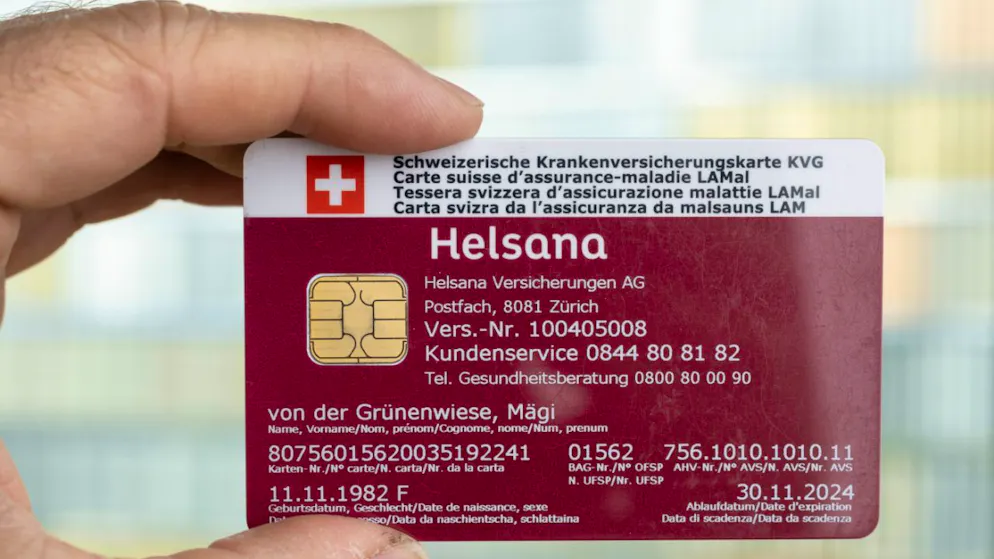 Schweizerische Krankenversicherungskarte KVG
Carte suisse d’assurance-maladie LAMal
Tessera svizzera d’assicurazione malattie LAMal
Carta svizra da l’assicuranza da malsauns LAM
Helsana
Helsana Versicherungen AG
Postfach, 8081 Zürich
Vers.-Nr. 100405008
Kundenservice 0844 80 81 82
Tel. Gesundheitsberatung 0800 80 00 90
von der Grünenwiese, Mägi
Name, Vorname/Nom, prénom/Cognome, nome/Num, prenum
80756015620035192241 01562 756.1010.1010.11
Karten-Nr./N° carte/N. carta/Nr. da la carta BAG-Nr./N° OFSP AHV-Nr./N° AVS/N. AVS/Nr. AVS
N. UFSP/Nr. UFSP
11.11.1982 F 30.11.2024
Geburtsdatum, Geschlecht/Date de naissance, sexe Ablaufdatum/Date d’expiration
sesso/Data da naschientscha, schlattaina Data di scadenza/Data da scadenza